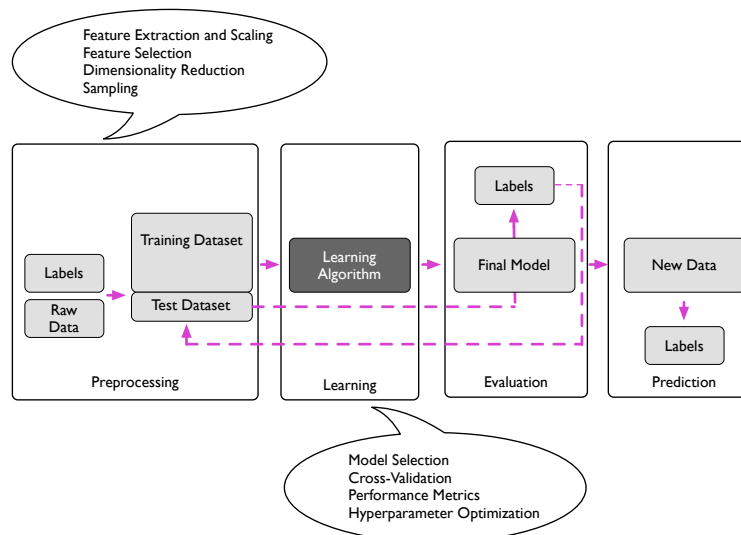 Feature Extraction and Scaling
Feature Selection
Dimensionality Reduction
Sampling
Labels
Raw
Data
Training Dataset
Test Dataset
Preprocessing
Learning
Algorithm
Learning
Labels
Final Model
Evaluation
New Data
Labels
Prediction
Model Selection
Cross-Validation
Performance Metrics
Hyperparameter Optimization